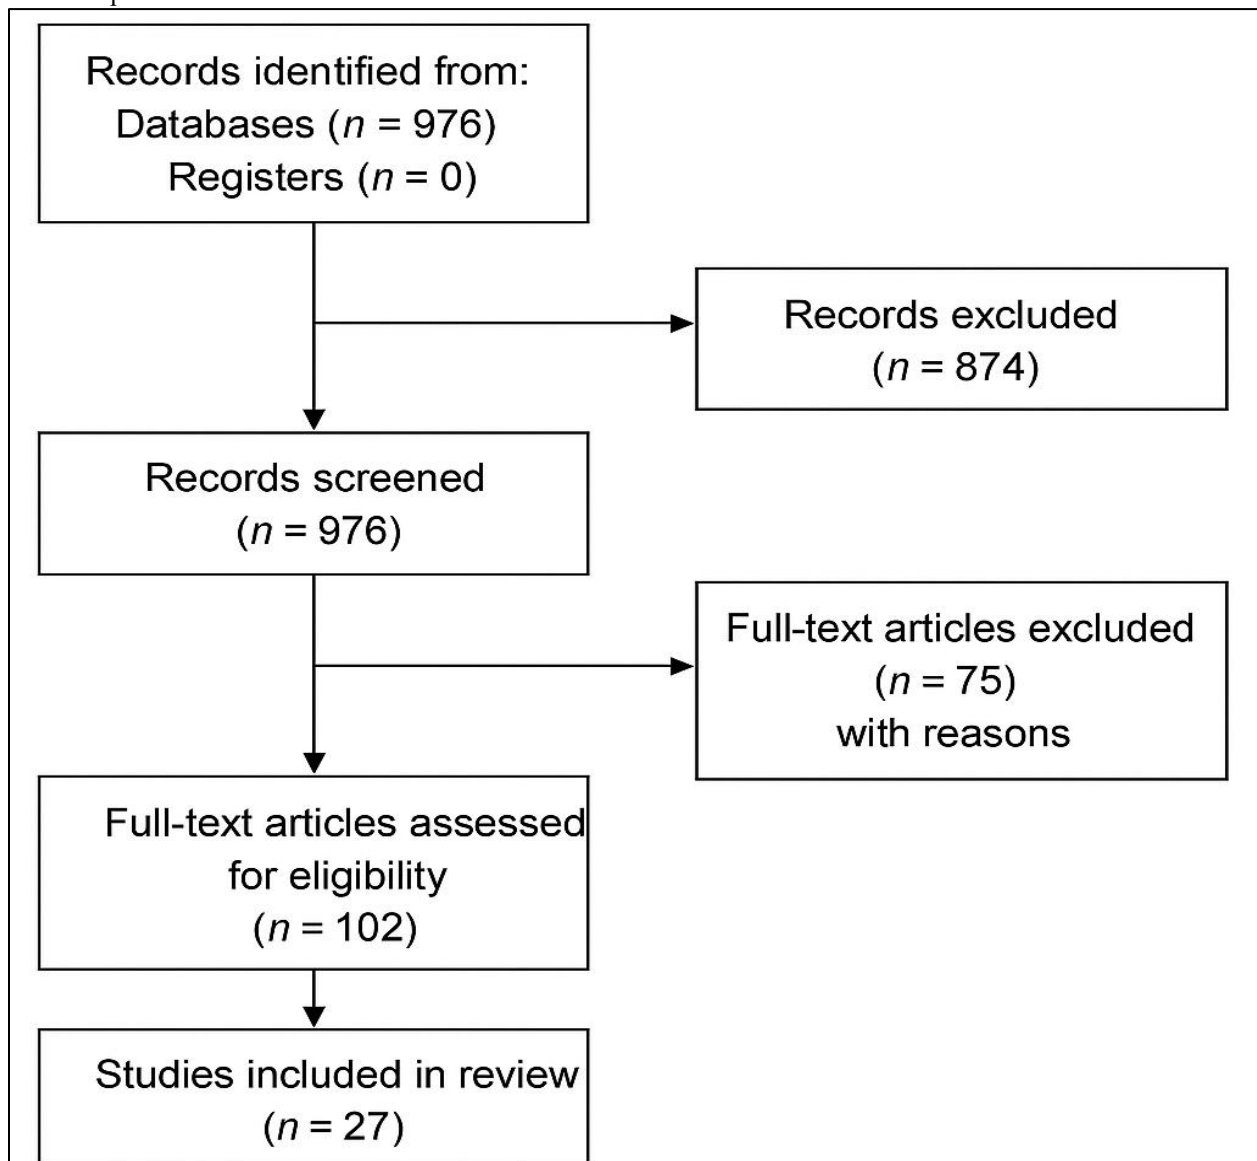 Records identified from:
Databases (n = 976)
Registers (n = 0)
Records excluded
(n = 874)
Records screened
(n = 976)
Full-text articles excluded
(n = 75)
with reasons
Full-text articles assessed
for eligibility
(n = 102)
Studies included in review
(n = 27)